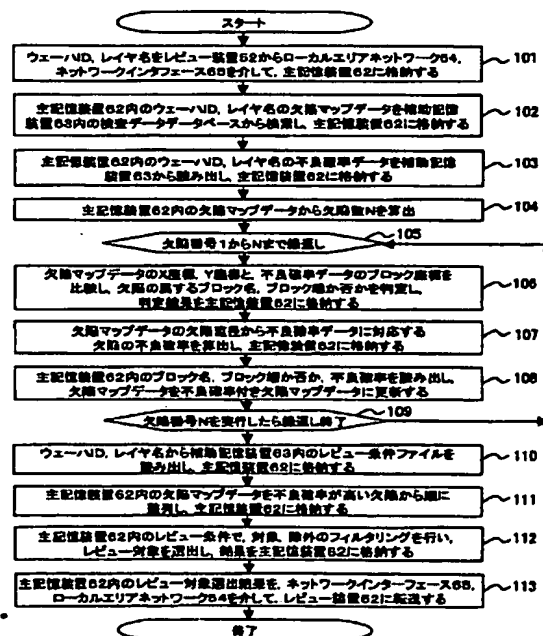 スタート
ウェーハID, レイヤ名をレビュー装置52からローカルエリアネットワーク54,
ネットワークインタフェース65を介して, 主記憶装置62に格納する
101
主記憶装置62内のウェーハID, レイヤ名の欠陥マップデータを補助記憶
装置63内の検査データデータベースから検索し, 主記憶装置62に格納する
102
主記憶装置62内のウェーハID, レイヤ名の不良確率データを補助記憶
装置63から読み出し, 主記憶装置62に格納する
103
主記憶装置62内の欠陥マップデータから欠陥数Nを算出
104
欠陥番号1からNまで繰返し
105
欠陥マップデータのX座標, Y座標と, 不良確率データのブロック座標を
比較し, 欠陥の属するブロック名, ブロック端か否かを判定し,
判定結果を主記憶装置62に格納する
106
欠陥マップデータの欠陥直径から不良確率データに対応する
欠陥の不良確率を算出し, 主記憶装置62に格納する
107
主記憶装置62内のブロック名, ブロック端か否か, 不良確率を読み出し,
欠陥マップデータを不良確率付き欠陥マップデータに更新する
108
欠陥番号Nを実行したら繰返し終了
109
ウェーハID, レイヤ名から補助記憶装置63内のレビュー条件ファイルを
読み出し, 主記憶装置62に格納する
110
主記憶装置62内の欠陥マップデータを不良確率が高い欠陥から順に
整列し, 主記憶装置62に格納する
111
主記憶装置62内のレビュー条件で, 対象, 除外のフィルタリングを行い,
レビュー対象を選出し, 結果を主記憶装置62に格納する
112
主記憶装置62内のレビュー対象選出結果を, ネットワークインターフェース65,
ローカルエリアネットワーク54を介して, レビュー装置52に転送する
113
終了